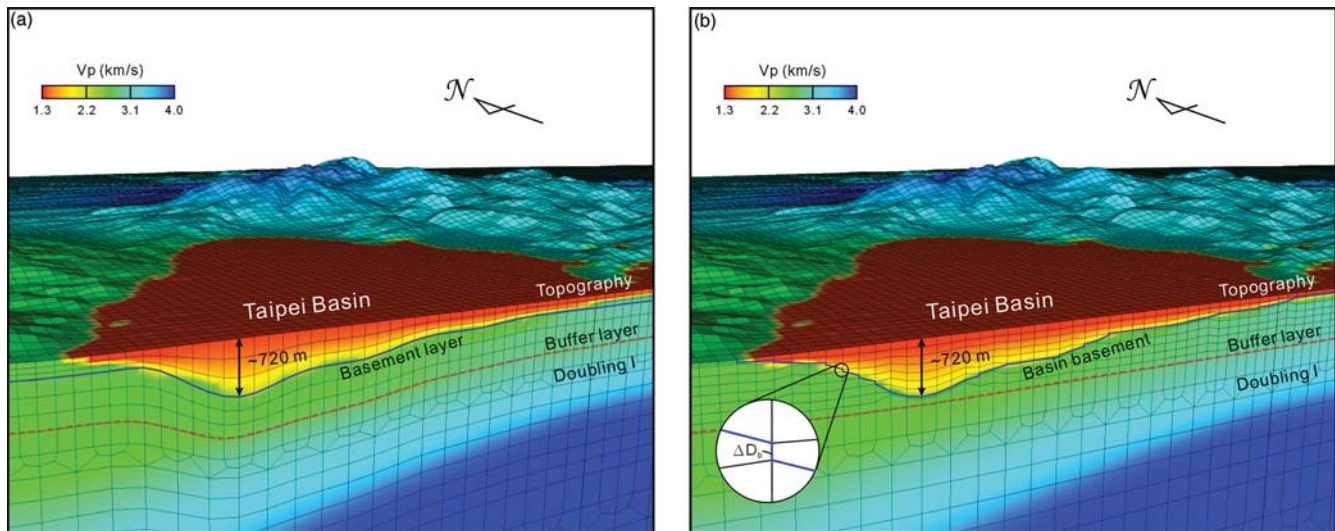 (a)
Vp (km/s)
1.3 2.2 3.1 4.0
N
Taipei Basin
Topography
~720 m
Basement layer
Buffer layer
Doubling I
(b)
Vp (km/s)
1.3 2.2 3.1 4.0
N
Taipei Basin
Topography
~720 m
Basin basement
Buffer layer
Doubling I
ΔD_b